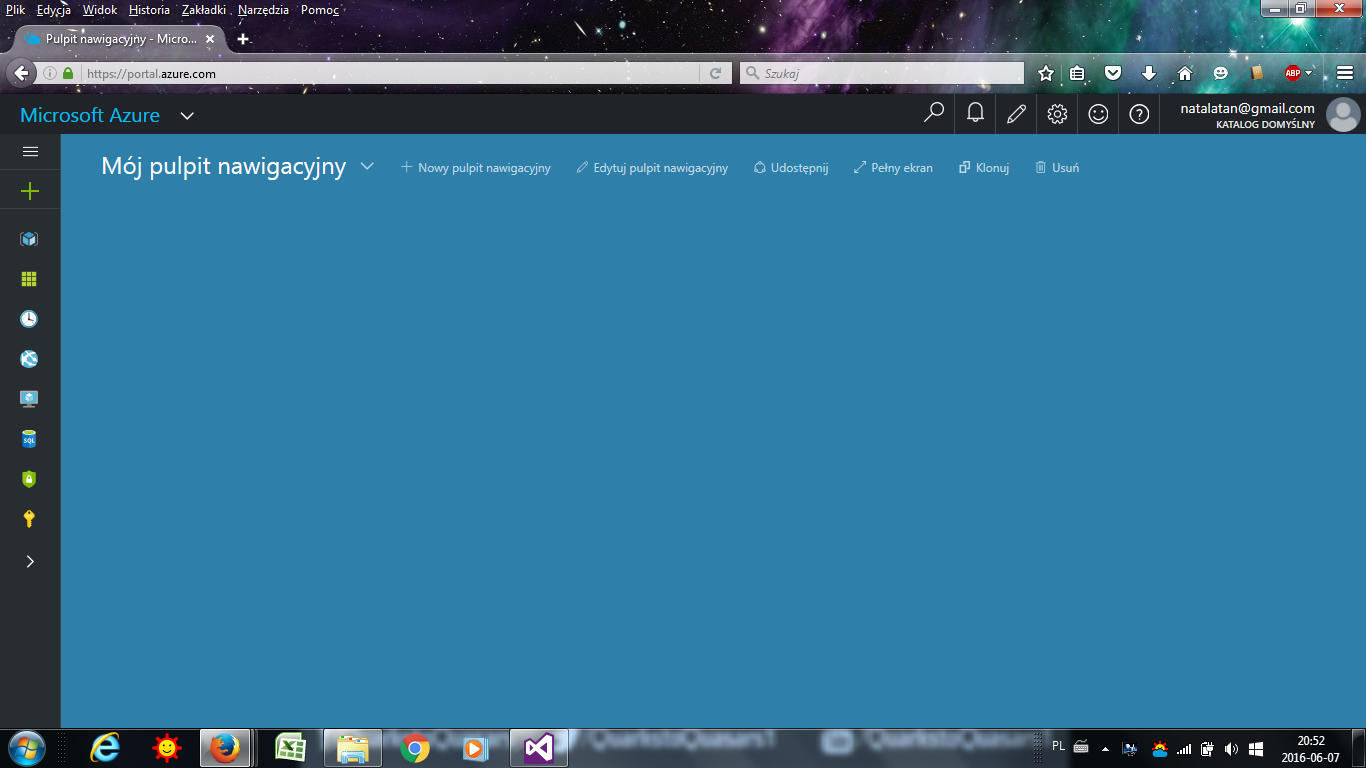 Plik Edycja Widok Historia Zakładki Narzędzia Pomoc
Pulpit nawigacyjny - Micro...
https://portal.azure.com
Szukaj
ABP
Microsoft Azure
natalatan@gmail.com
KATALOG DOMYŚLNY
Mój pulpit nawigacyjny
Nowy pulpit nawigacyjny
Edytuj pulpit nawigacyjny
Udostępnij
Pełny ekran
Klonuj
Usuń
SQL
PL
20:52
2016-06-07